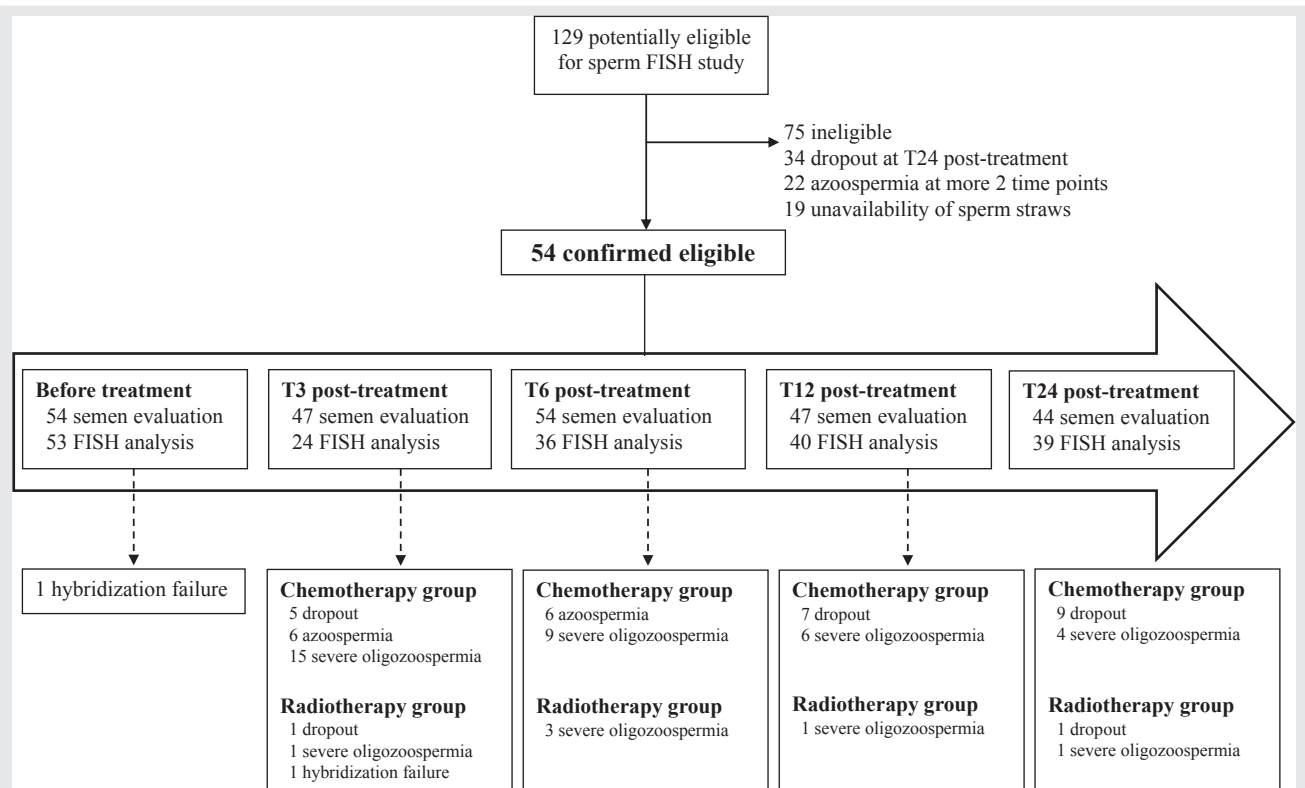 129 potentially eligible
for sperm FISH study
75 ineligible
34 dropout at T24 post-treatment
22 azoospermia at more 2 time points
19 unavailability of sperm straws
54 confirmed eligible
Before treatment
54 semen evaluation
53 FISH analysis
T3 post-treatment
47 semen evaluation
24 FISH analysis
T6 post-treatment
54 semen evaluation
36 FISH analysis
T12 post-treatment
47 semen evaluation
40 FISH analysis
T24 post-treatment
44 semen evaluation
39 FISH analysis
1 hybridization failure
Chemotherapy group
5 dropout
6 azoospermia
15 severe oligozoospermia
Radiotherapy group
1 dropout
1 severe oligozoospermia
1 hybridization failure
Chemotherapy group
6 azoospermia
9 severe oligozoospermia
Radiotherapy group
3 severe oligozoospermia
Chemotherapy group
7 dropout
6 severe oligozoospermia
Radiotherapy group
1 severe oligozoospermia
Chemotherapy group
9 dropout
4 severe oligozoospermia
Radiotherapy group
1 dropout
1 severe oligozoospermia